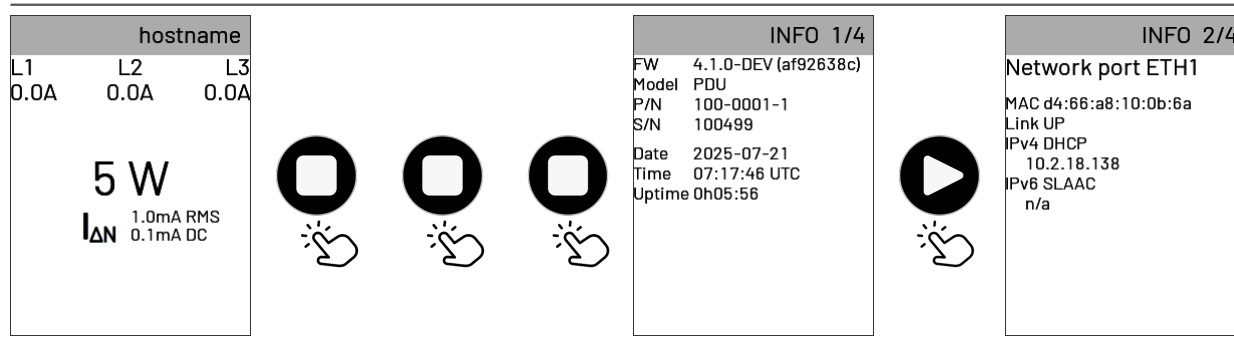 hostname
L1 L2 L3
0.0A 0.0A 0.0A
5 W
I∆N 1.0mA RMS
0.1mA DC
INFO 1/4
FW 4.1.0-DEV (af92638c)
Model PDU
P/N 100-0001-1
S/N 100499
Date 2025-07-21
Time 07:17:46 UTC
Uptime 0h05:56
INFO 2/4
Network port ETH1
MAC d4:66:a8:10:0b:6a
Link UP
IPv4 DHCP
10.2.18.138
IPv6 SLAAC
n/a